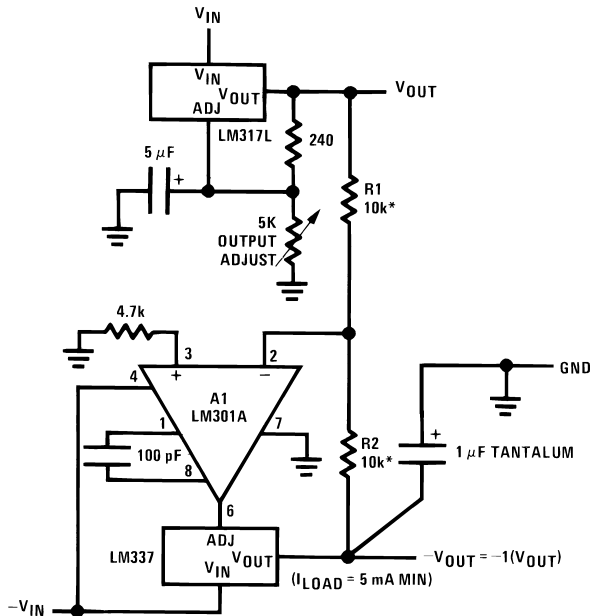 VIN
VIN
VOUT
ADJ
VOUT
LM317L
240
5 μF
+
R1
10k*
5K
OUTPUT
ADJUST
4.7k
3
2
+
−
4
A1
LM301A
GND
1
7
+
100 pF
8
R2
10k*
1 μF TANTALUM
6
ADJ
LM337
VOUT
VIN
−VOUT = −1(VOUT)
(ILOAD = 5 mA MIN)
−VIN